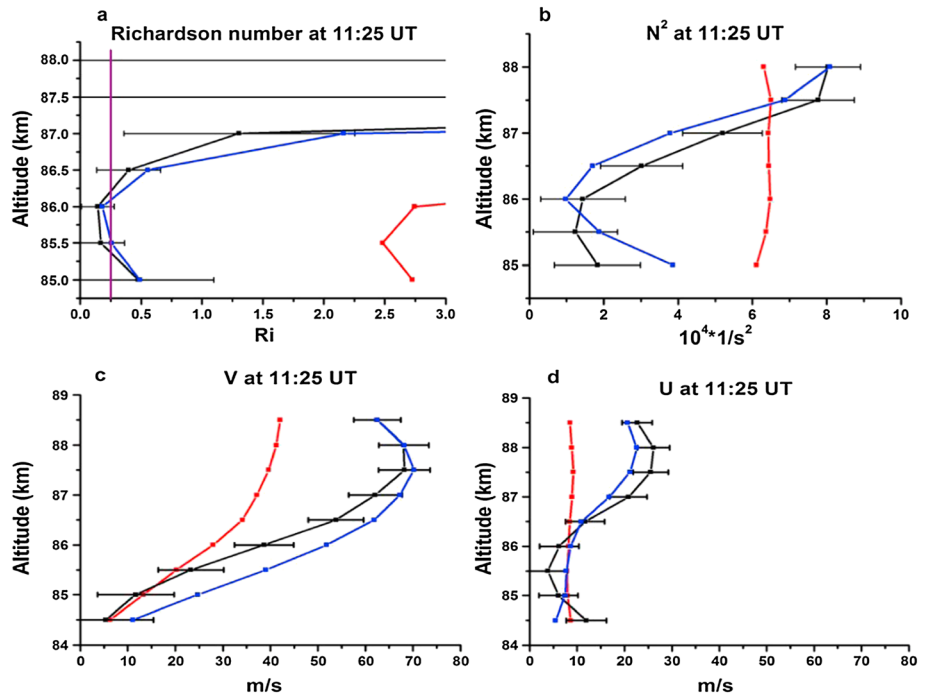 a
Richardson number at 11:25 UT
88.0
87.5
87.0
86.5
86.0
85.5
85.0
Altitude (km)
0.0 0.5 1.0 1.5 2.0 2.5 3.0
Ri
b
N² at 11:25 UT
88
87
86
85
Altitude (km)
0 2 4 6 8 10
10⁴*1/s²
c
V at 11:25 UT
89
88
87
86
85
84
Altitude (km)
0 10 20 30 40 50 60 70 80
m/s
d
U at 11:25 UT
89
88
87
86
85
84
Altitude (km)
0 10 20 30 40 50 60 70 80
m/s